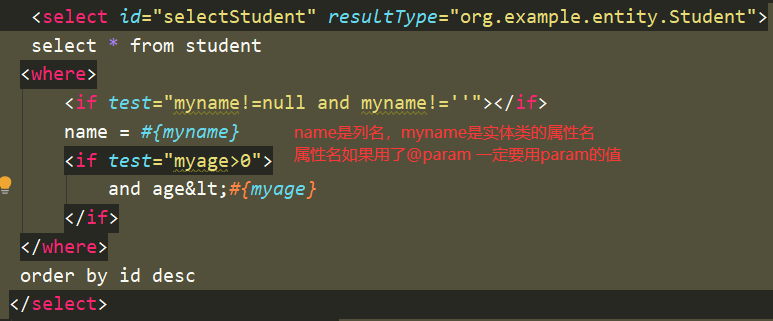 <select id="selectStudent" resultType="org.example.entity.Student">
select * from student
<where>
<if test="myname!=null and myname!=''"></if>
name = #{myname}
name是列名，myname是实体类的属性名
属性名如果用了@param 一定要用param的值
<if test="myage>0">
and age&lt;#{myage}
</if>
</where>
order by id desc
</select>